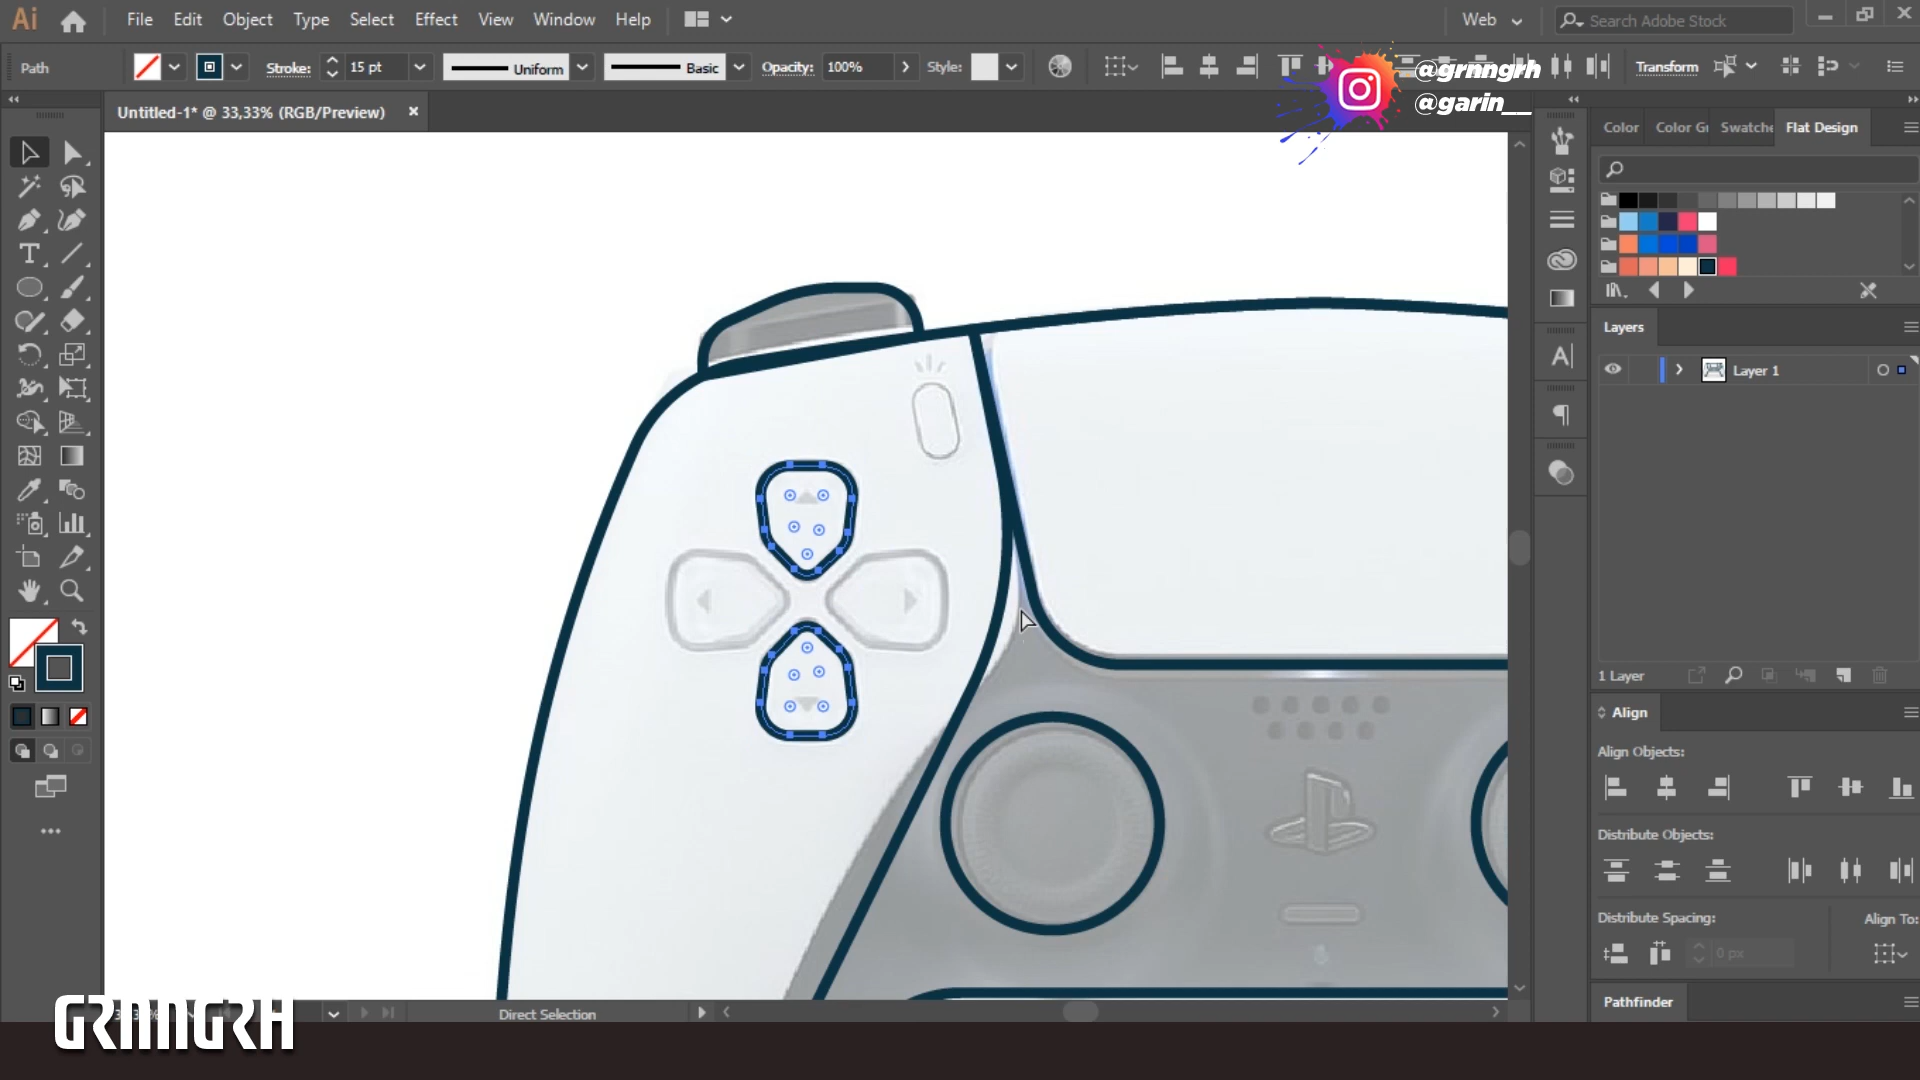 Ai File Edit Object Type Select Effect View Window Help Web Search Adobe Stock
Path Stroke: 15 pt Uniform Basic Opacity: 100% Style: Transform
@grnngrh
@garin__
Untitled-1* @ 33,33% (RGB/Preview)
Color Color Gu Swatche Flat Design
Layers
Layer 1
1 Layer
Align
Align Objects:
Distribute Objects:
Distribute Spacing: Align To:
0 px
Pathfinder
Direct Selection
GRNNGRH